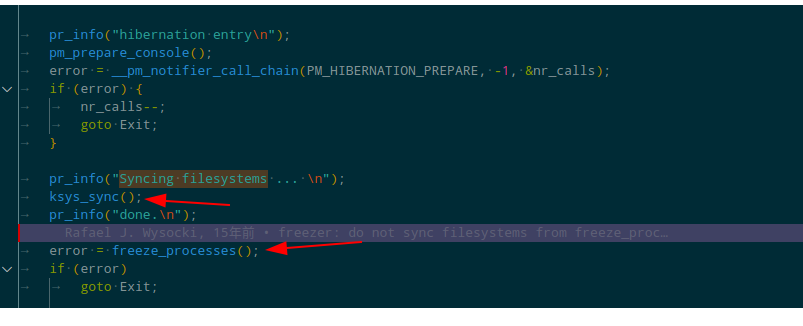 pr_info("hibernation entry\n");
pm_prepare_console();
error = __pm_notifier_call_chain(PM_HIBERNATION_PREPARE, -1, &nr_calls);
if (error) {
nr_calls--;
goto Exit;
}
pr_info("Syncing filesystems ... \n");
ksys_sync();
pr_info("done.\n");
Rafael J. Wysocki, 15年前 • freezer: do not sync filesystems from freeze_proc…
error = freeze_processes();
if (error)
goto Exit;